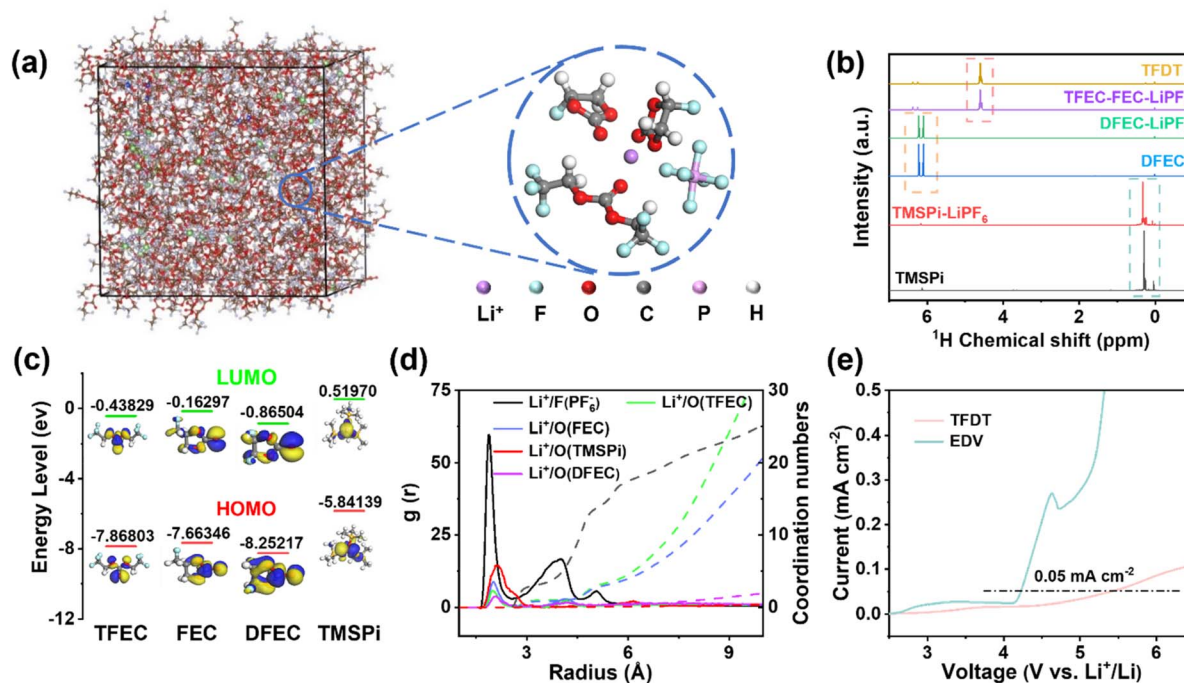 (a)
Li⁺ F O C P H
(b)
TFDT
TFEC-FEC-LiPF
DFEC-LiPF
DFEC
TMSPi-LiPF₆
TMSPi
Intensity (a.u.)
6 4 2 0
¹H Chemical shift (ppm)
(c)
LUMO
-0.43829 -0.16297 -0.86504 0.51970
HOMO
-7.86803 -7.66346 -8.25217 -5.84139
Energy Level (ev)
0
-4
-8
-12
TFEC FEC DFEC TMSPi
(d)
Li⁺/F(PF₆) Li⁺/O(TFEC)
Li⁺/O(FEC)
Li⁺/O(TMSPi)
Li⁺/O(DFEC)
g (r)
75
50
25
0
Coordination numbers
30
20
10
0
3 6 9
Radius (Å)
(e)
TFDT
EDV
0.05 mA cm⁻²
Current (mA cm⁻²)
0.5
0.4
0.3
0.2
0.1
0.0
3 4 5 6
Voltage (V vs. Li⁺/Li)